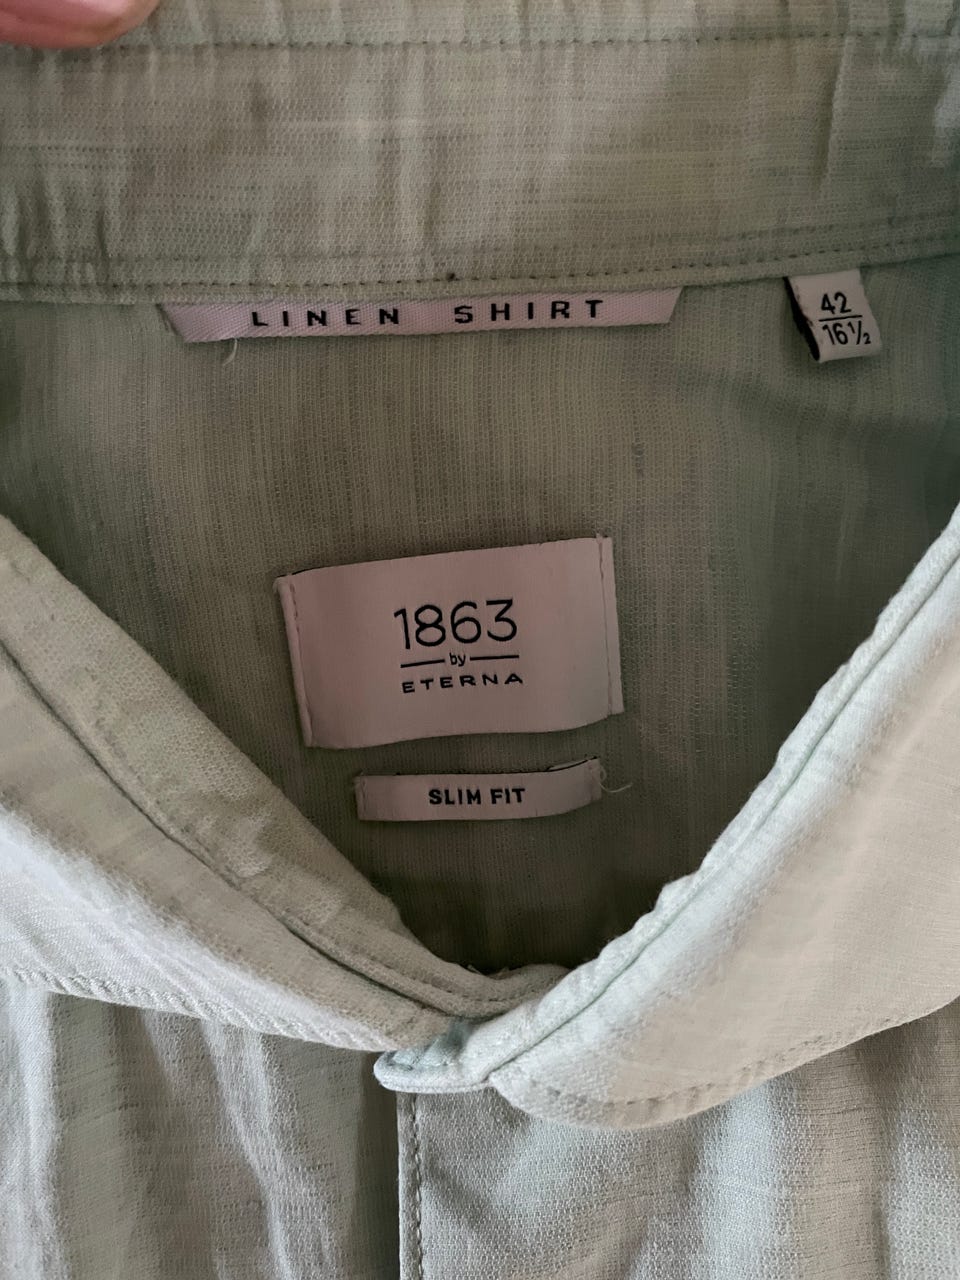 LINEN SHIRT
42
16½
1863
by
ETERNA
SLIM FIT